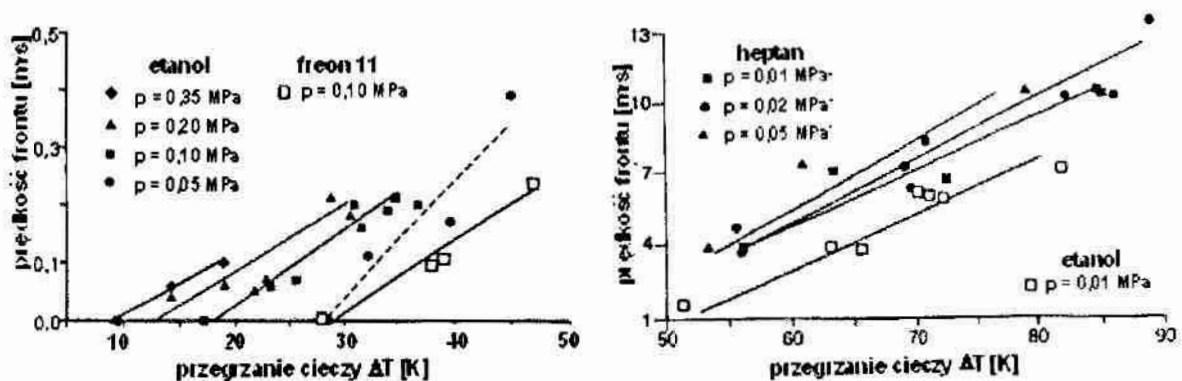 0,5
0,3
0,1
0,0
prędkość frontu [m/s]
etanol
p = 0,35 MPa
p = 0,20 MPa
p = 0,10 MPa
p = 0,05 MPa
freon 11
p = 0,10 MPa
10 20 30 40 50
przegrzanie cieczy ΔT [K]
13
10
7
4
1
prędkość frontu [m/s]
heptan
p = 0,01 MPa
p = 0,02 MPa
p = 0,05 MPa
etanol
p = 0,01 MPa
50 60 70 80 90
przegrzanie cieczy ΔT [K]